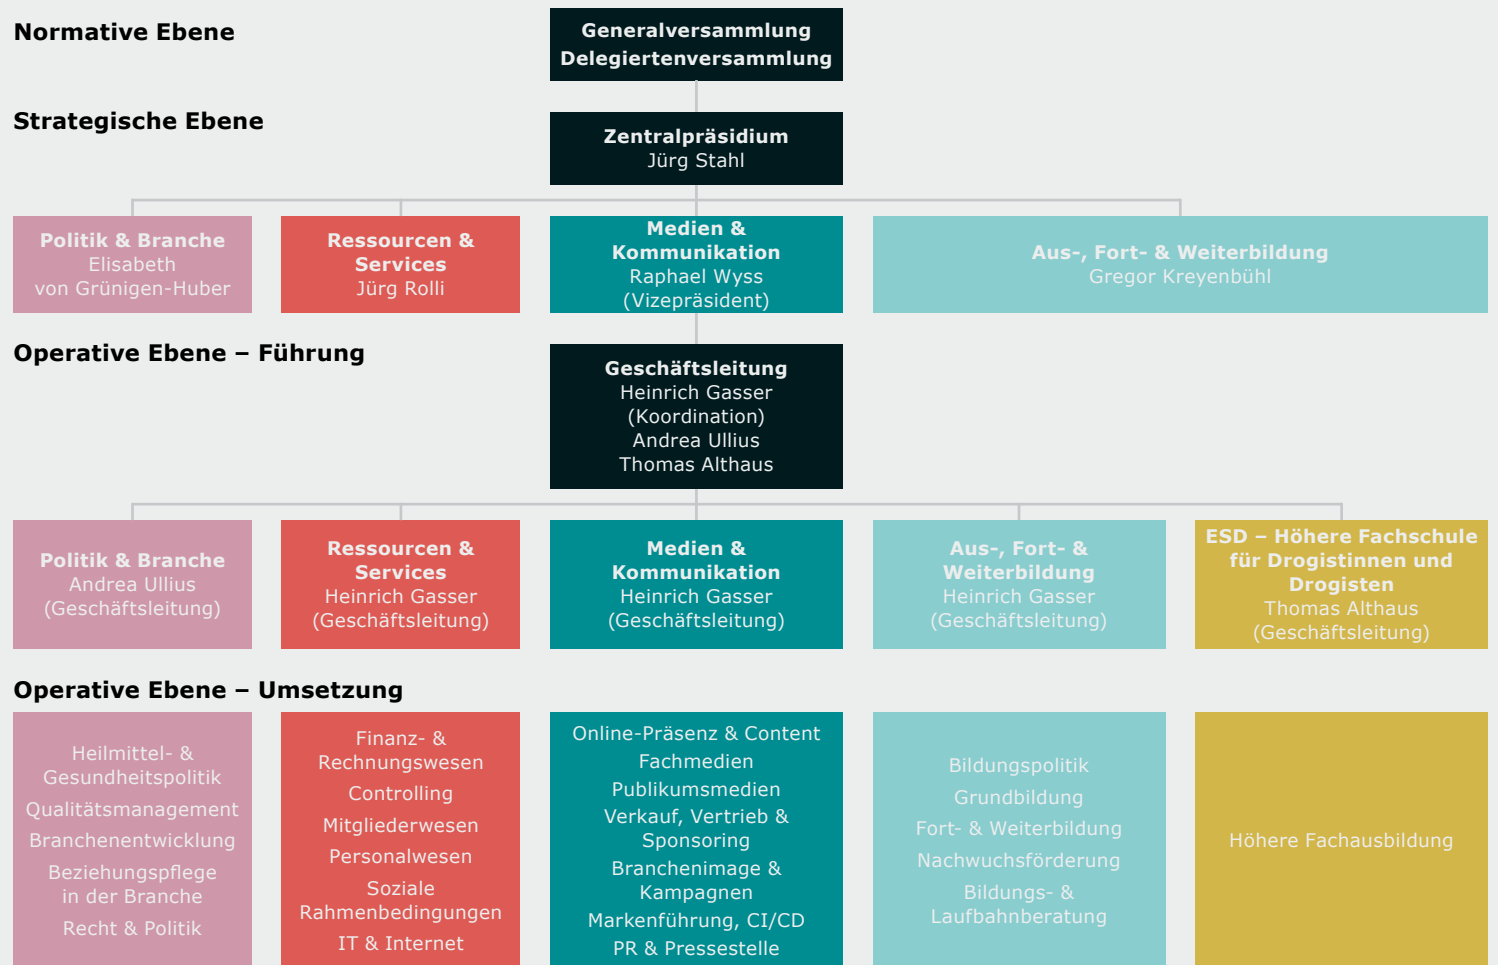 Normative Ebene
Generalversammlung
Delegiertenversammlung
Strategische Ebene
Zentralpräsidium
Jürg Stahl
Politik & Branche
Elisabeth
von Grünigen-Huber
Ressourcen &
Services
Jürg Rolli
Medien &
Kommunikation
Raphael Wyss
(Vizepräsident)
Aus-, Fort- & Weiterbildung
Gregor Kreyenbühl
Operative Ebene – Führung
Geschäftsleitung
Heinrich Gasser
(Koordination)
Andrea Ullius
Thomas Althaus
Politik & Branche
Andrea Ullius
(Geschäftsleitung)
Ressourcen &
Services
Heinrich Gasser
(Geschäftsleitung)
Medien &
Kommunikation
Heinrich Gasser
(Geschäftsleitung)
Aus-, Fort- &
Weiterbildung
Heinrich Gasser
(Geschäftsleitung)
ESD – Höhere Fachschule
für Drogistinnen und
Drogisten
Thomas Althaus
(Geschäftsleitung)
Operative Ebene – Umsetzung
Heilmittel- &
Gesundheitspolitik
Qualitätsmanagement
Branchenentwicklung
Beziehungspflege
in der Branche
Recht & Politik
Finanz- &
Rechnungswesen
Controlling
Mitgliederwesen
Personalwesen
Soziale
Rahmenbedingungen
IT & Internet
Online-Präsenz & Content
Fachmedien
Publikumsmedien
Verkauf, Vertrieb &
Sponsoring
Branchenimage &
Kampagnen
Markenführung, CI/CD
PR & Pressestelle
Bildungspolitik
Grundbildung
Fort- & Weiterbildung
Nachwuchsförderung
Bildungs- &
Laufbahnberatung
Höhere Fachausbildung